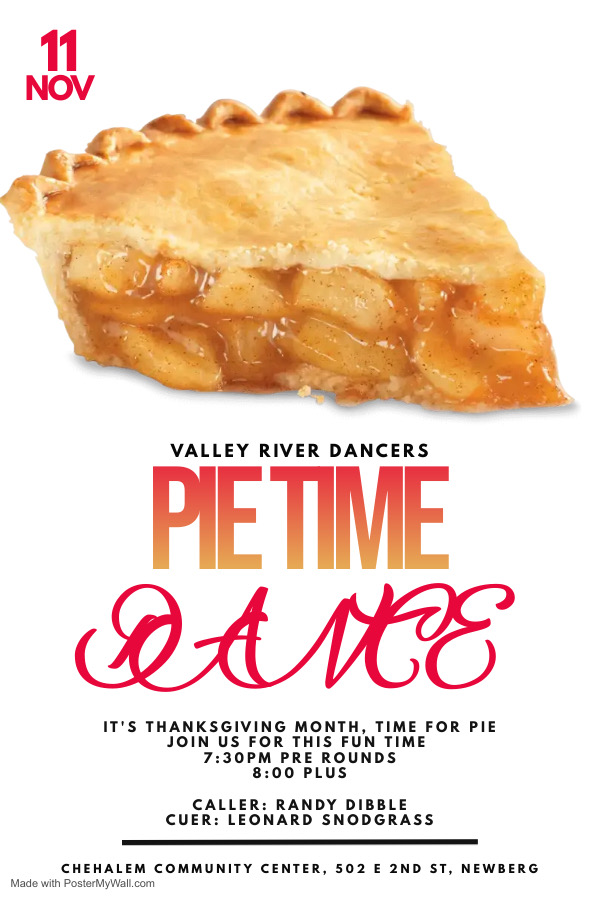 11
NOV
VALLEY RIVER DANCERS
PIE TIME
DANCE
IT'S THANKSGIVING MONTH, TIME FOR PIE
JOIN US FOR THIS FUN TIME
7:30PM PRE ROUNDS
8:00 PLUS
CALLER: RANDY DIBBLE
CUER: LEONARD SNODGRASS
CHEHALEM COMMUNITY CENTER, 502 E 2ND ST, NEWBERG
Made with PosterMyWall.com